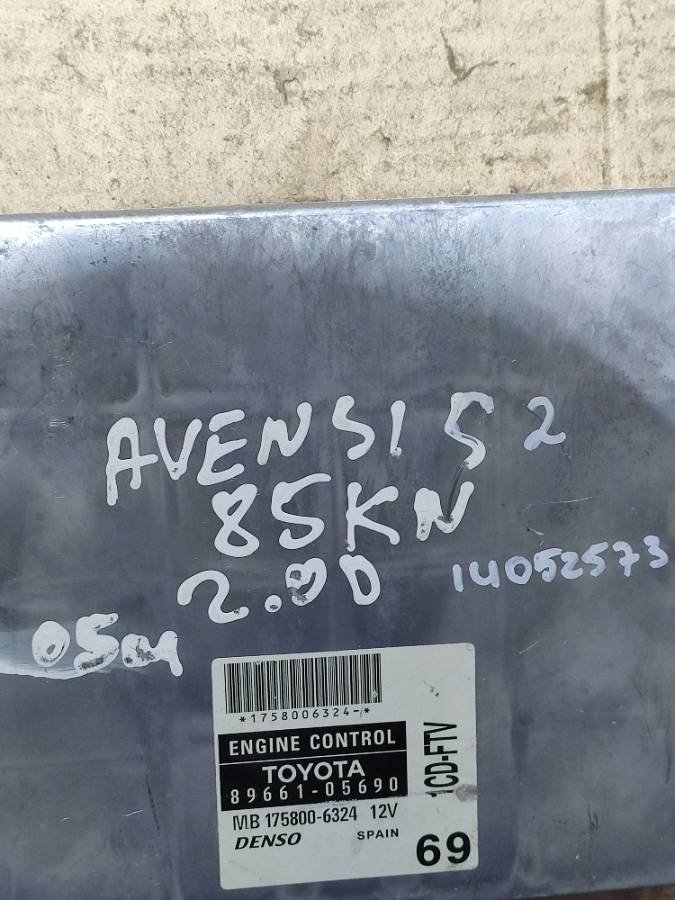 AVENSIS 2
85KN
2.0D
14052573
05m
*1758006324-*
ENGINE CONTROL
TOYOTA
89661-05690
MB 175800-6324 12V
DENSO SPAIN
69
1CD-FTV